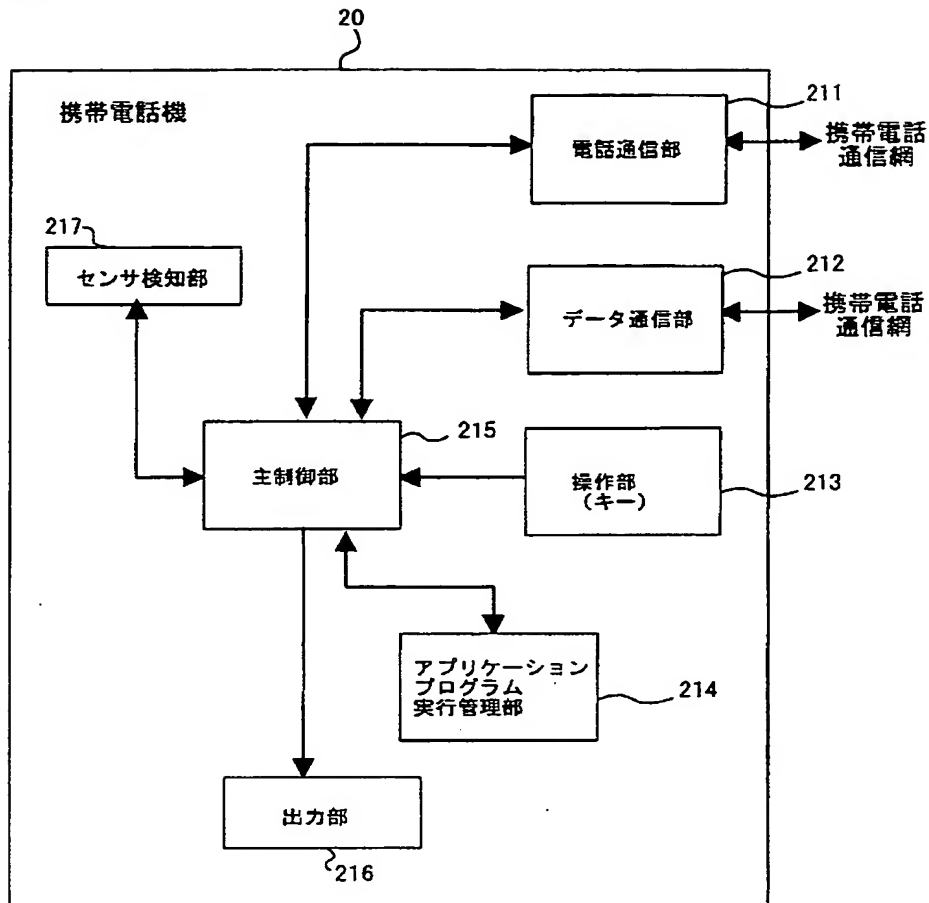 20
携帯電話機
211
電話通信部
携帯電話
通信網
217
センサ検知部
212
データ通信部
携帯電話
通信網
215
主制御部
操作部
(キー)
213
アプリケーション
プログラム
実行管理部
214
出力部
216